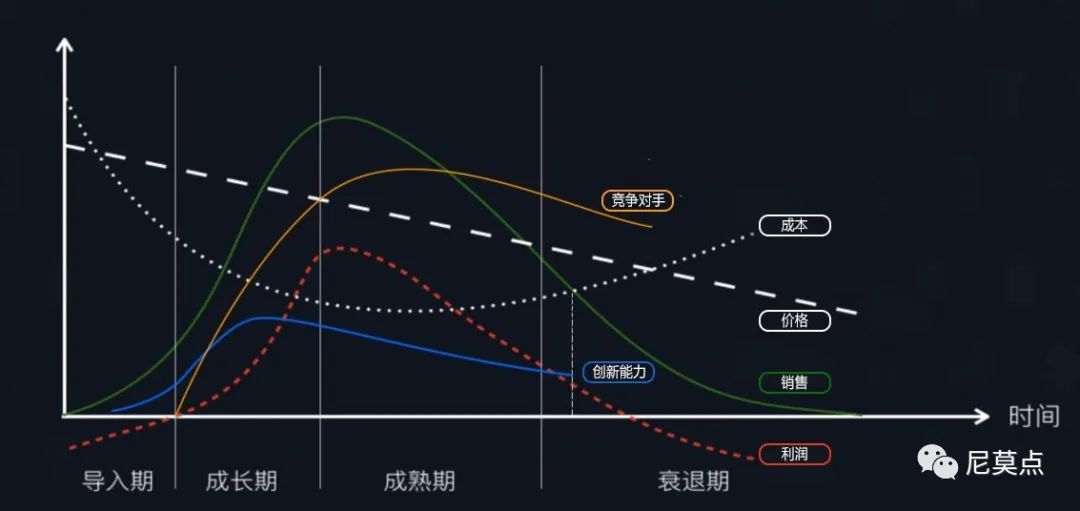 竞争对手
成本
价格
创新能力
销售
时间
利润
尼莫点
导入期
成长期
成熟期
衰退期